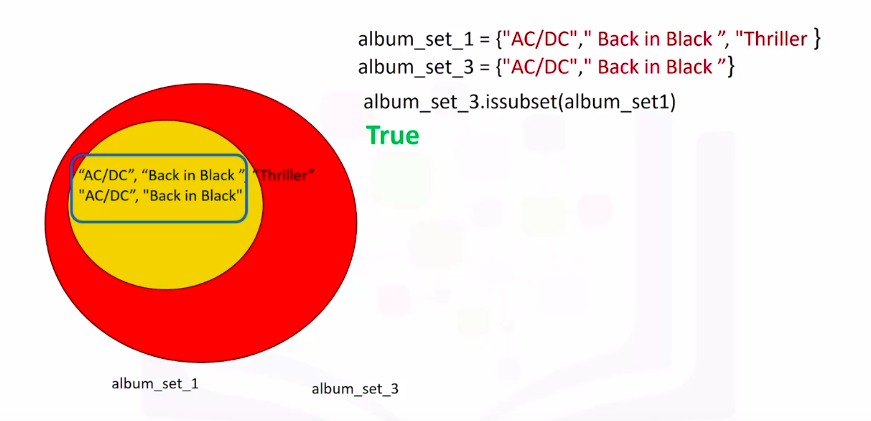 album_set_1 = {"AC/DC"," Back in Black ”, "Thriller }
album_set_3 = {"AC/DC"," Back in Black ”}
album_set_3.issubset(album_set1)
True
“AC/DC”, “Back in Black ”, “Thriller”
"AC/DC”, "Back in Black"
album_set_1
album_set_3